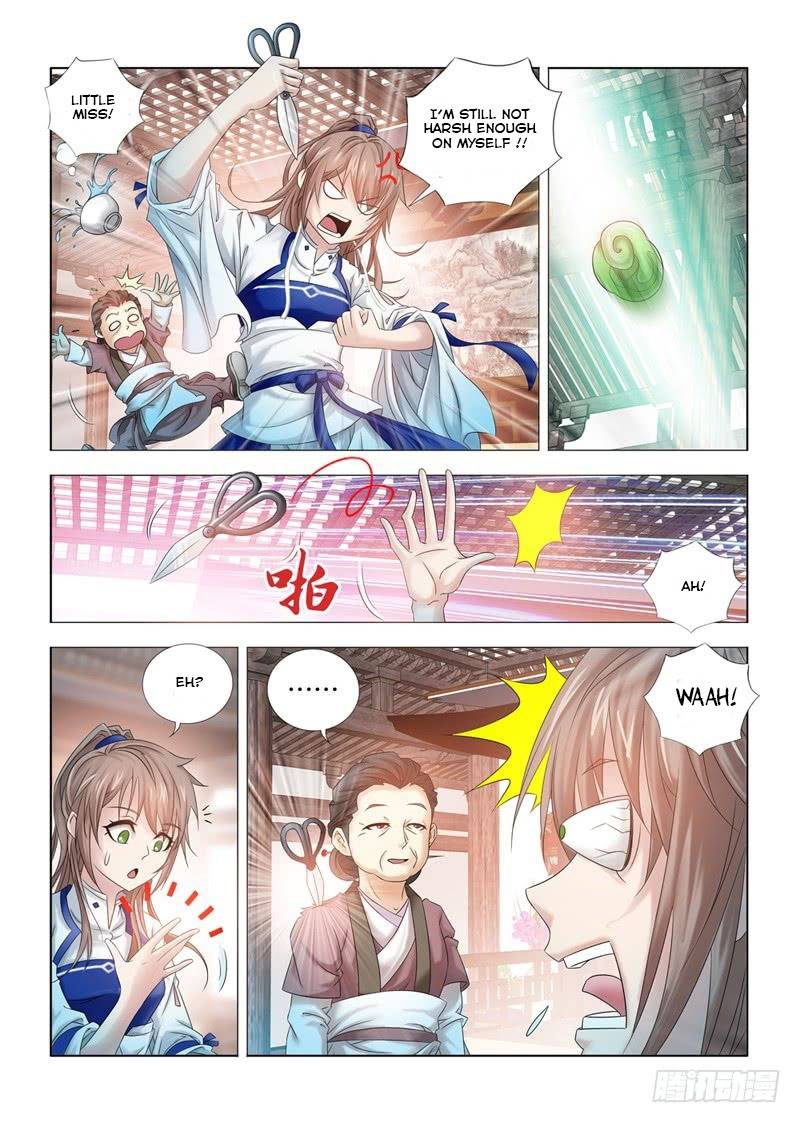 LITTLE
MISS!
I'M STILL NOT
HARSH ENOUGH
ON MYSELF !!
啪
AH!
EH?
......
WAAH!
腾讯动漫